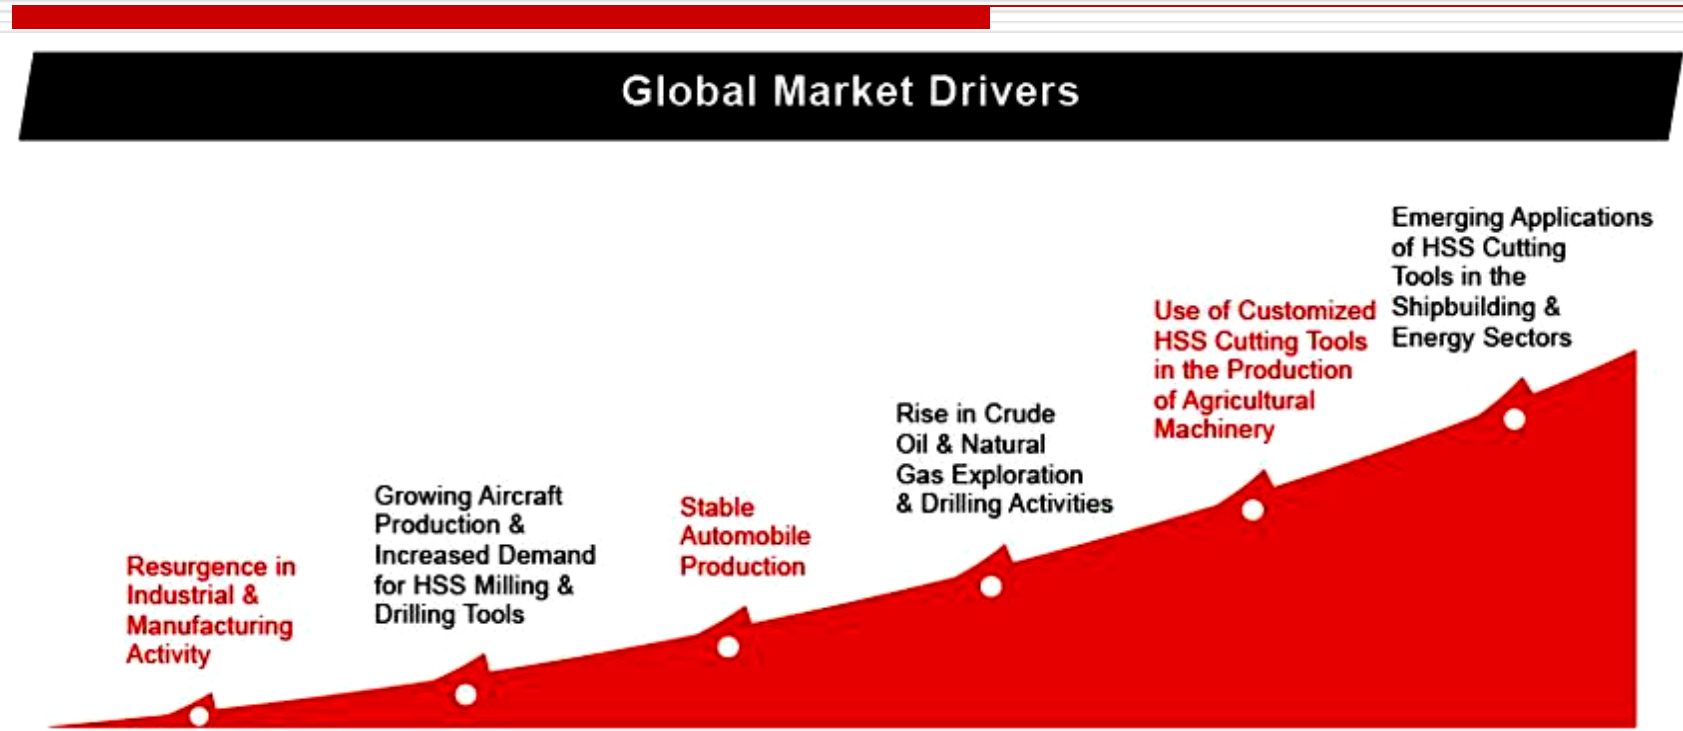 Global Market Drivers
Resurgence in
Industrial &
Manufacturing
Activity
Growing Aircraft
Production &
Increased Demand
for HSS Milling &
Drilling Tools
Stable
Automobile
Production
Rise in Crude
Oil & Natural
Gas Exploration
& Drilling Activities
Use of Customized
HSS Cutting Tools
in the Production
of Agricultural
Machinery
Emerging Applications
of HSS Cutting
Tools in the
Shipbuilding &
Energy Sectors